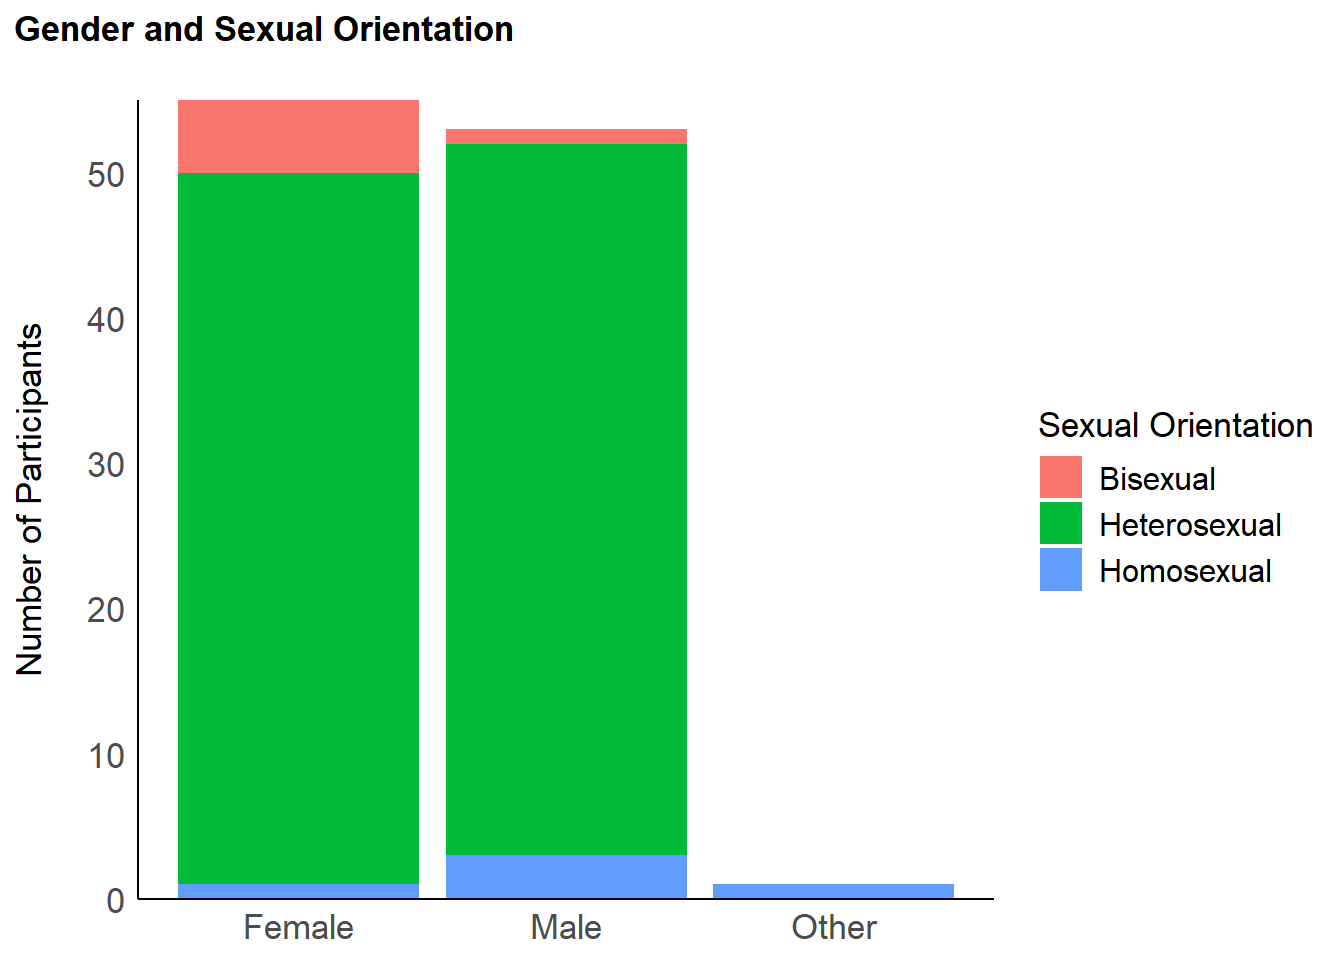 Gender and Sexual Orientation
Number of Participants
50
40
30
20
10
0
Female Male Other
Sexual Orientation
Bisexual
Heterosexual
Homosexual